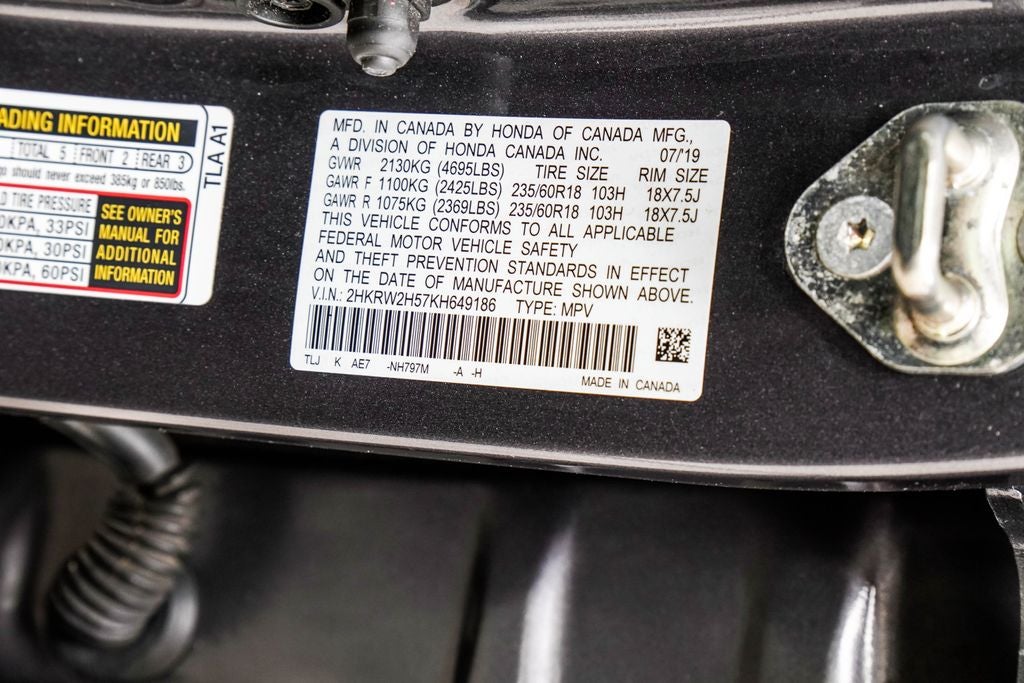 ADING INFORMATION
TOTAL 5 FRONT 2 REAR 3
should never exceed 385kg or 850lbs.
TIRE PRESSURE
KPA, 33PSI
KPA, 30PSI
KPA, 60PSI
SEE OWNER'S
MANUAL FOR
ADDITIONAL
INFORMATION
TLA A1
MFD. IN CANADA BY HONDA OF CANADA MFG.,
A DIVISION OF HONDA CANADA INC. 07/'19
GVWR 2130KG (4695LBS) TIRE SIZE RIM SIZE
GAWR F 1100KG (2425LBS) 235/60R18 103H 18X7.5J
GAWR R 1075KG (2369LBS) 235/60R18 103H 18X7.5J
THIS VEHICLE CONFORMS TO ALL APPLICABLE
FEDERAL MOTOR VEHICLE SAFETY
AND THEFT PREVENTION STANDARDS IN EFFECT
ON THE DATE OF MANUFACTURE SHOWN ABOVE.
V.I.N.: 2HKRW2H57KH649186 TYPE: MPV
TLJ K AE7 -NH797M -A -H
MADE IN CANADA